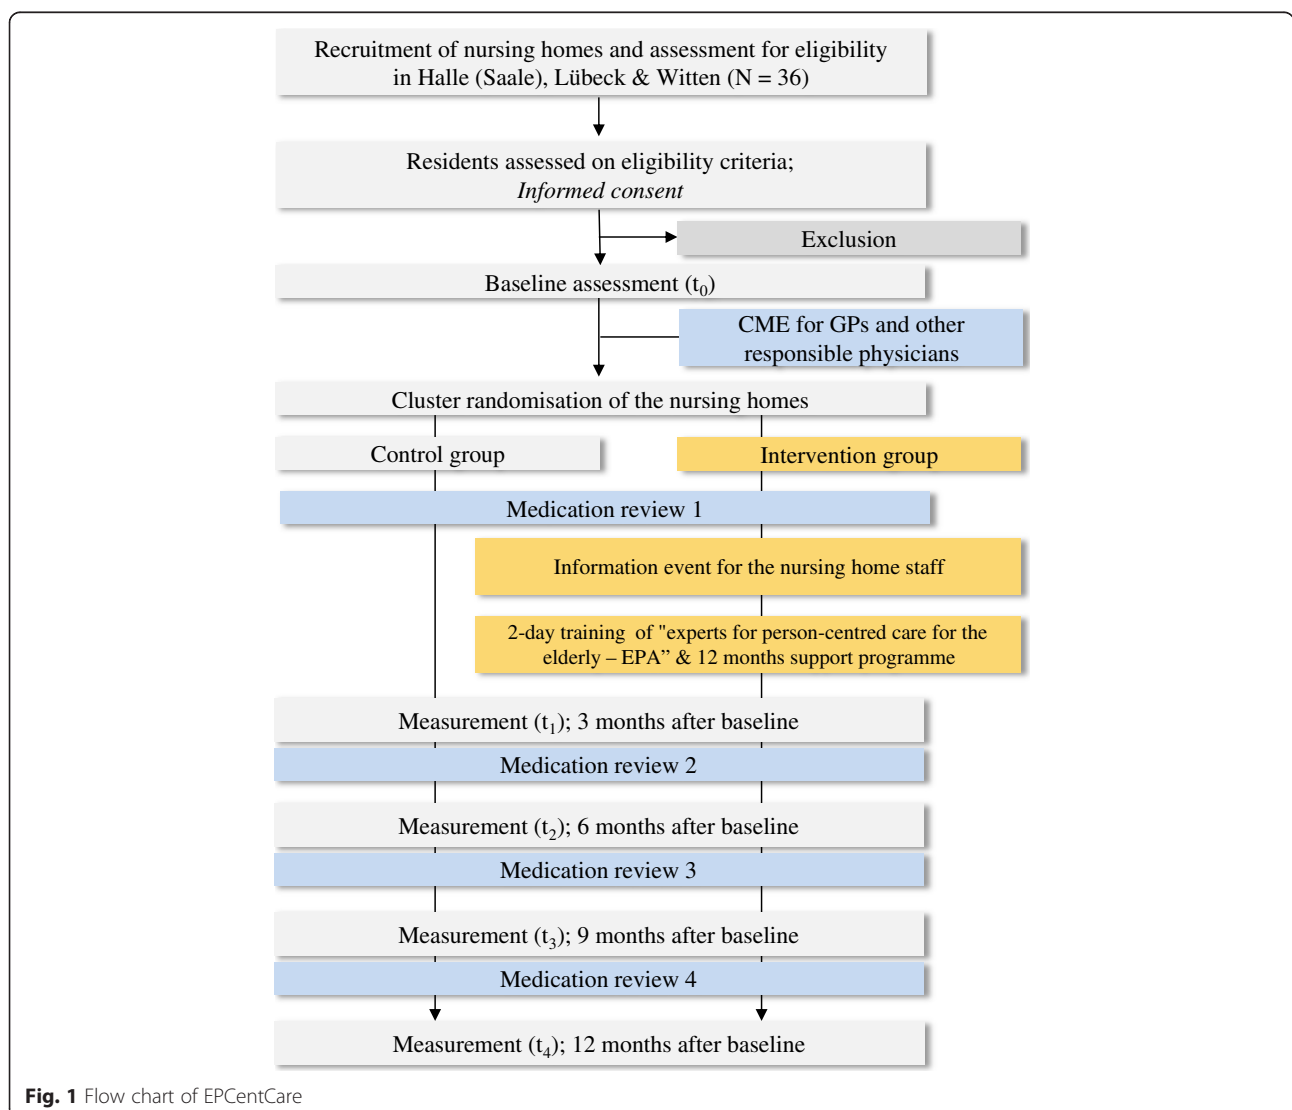 Recruitment of nursing homes and assessment for eligibility
in Halle (Saale), Lübeck & Witten (N = 36)
Residents assessed on eligibility criteria;
Informed consent
Exclusion
Baseline assessment (t0)
CME for GPs and other
responsible physicians
Cluster randomisation of the nursing homes
Control group
Intervention group
Medication review 1
Information event for the nursing home staff
2-day training of "experts for person-centred care for the
elderly – EPA” & 12 months support programme
Measurement (t1); 3 months after baseline
Medication review 2
Measurement (t2); 6 months after baseline
Medication review 3
Measurement (t3); 9 months after baseline
Medication review 4
Measurement (t4); 12 months after baseline
Fig. 1 Flow chart of EPCentCare